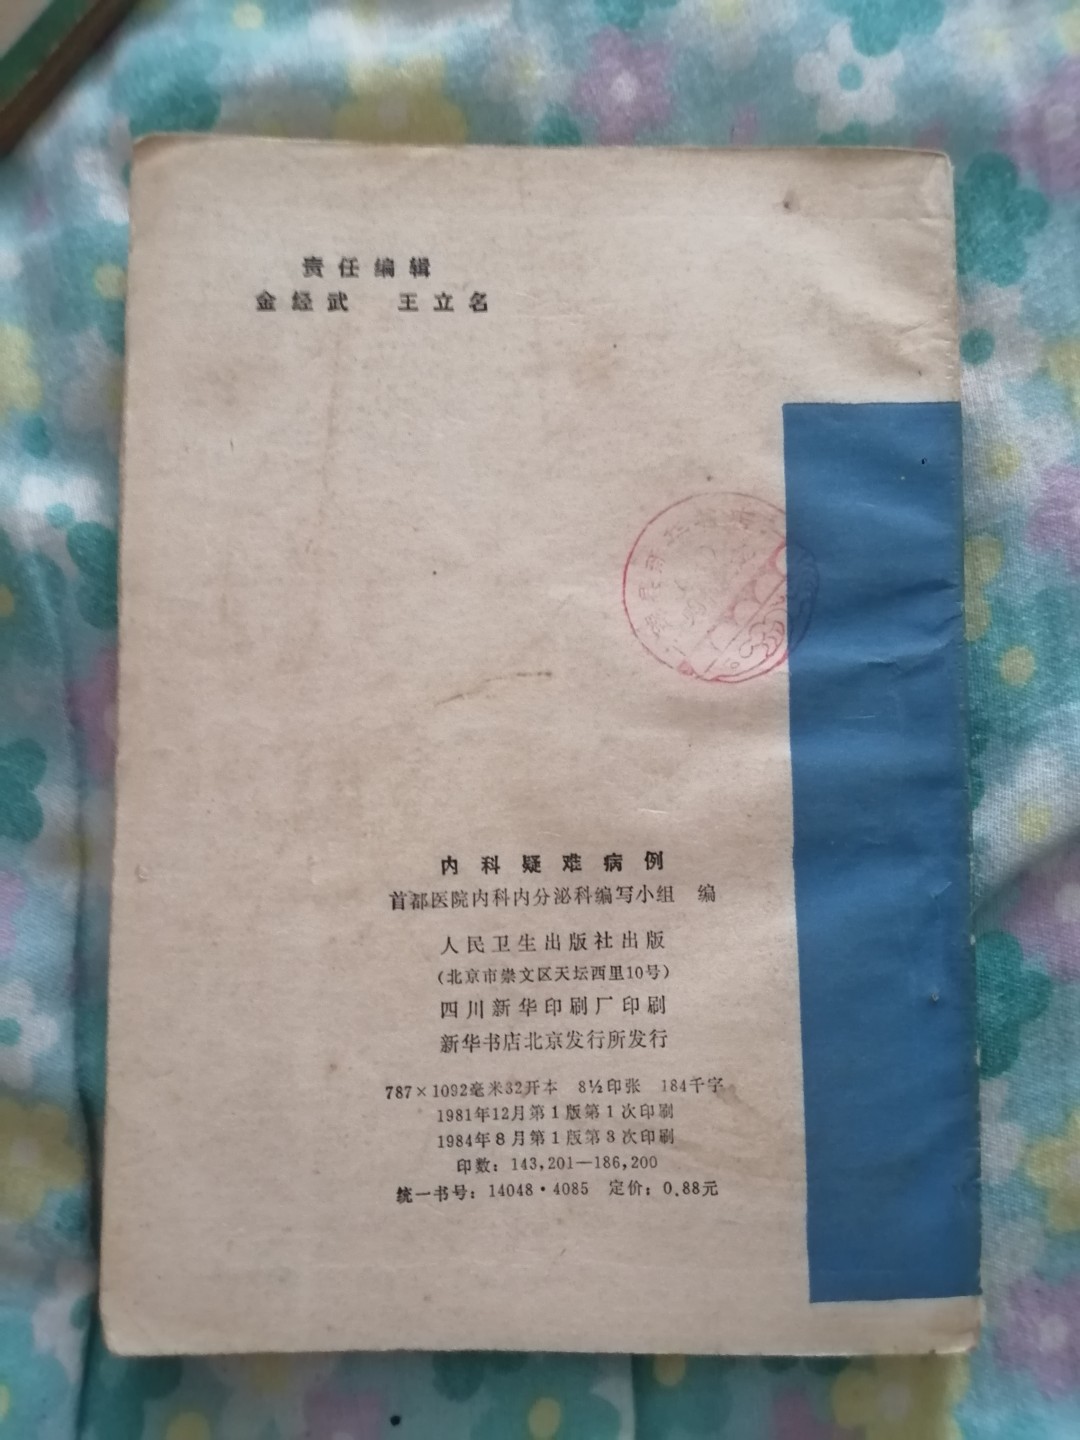 责任编辑
金经武　王立名
内科疑难病例
首都医院内科内分泌科编写小组　编
人民卫生出版社出版
(北京市崇文区天坛西里10号)
四川新华印刷厂印刷
新华书店北京发行所发行
787×1092毫米32开本　8½印张　184千字
1981年12月第1版第1次印刷
1984年8月第1版第3次印刷
印数：143,201—186,200
统一书号：14048·4085　定价：0.88元